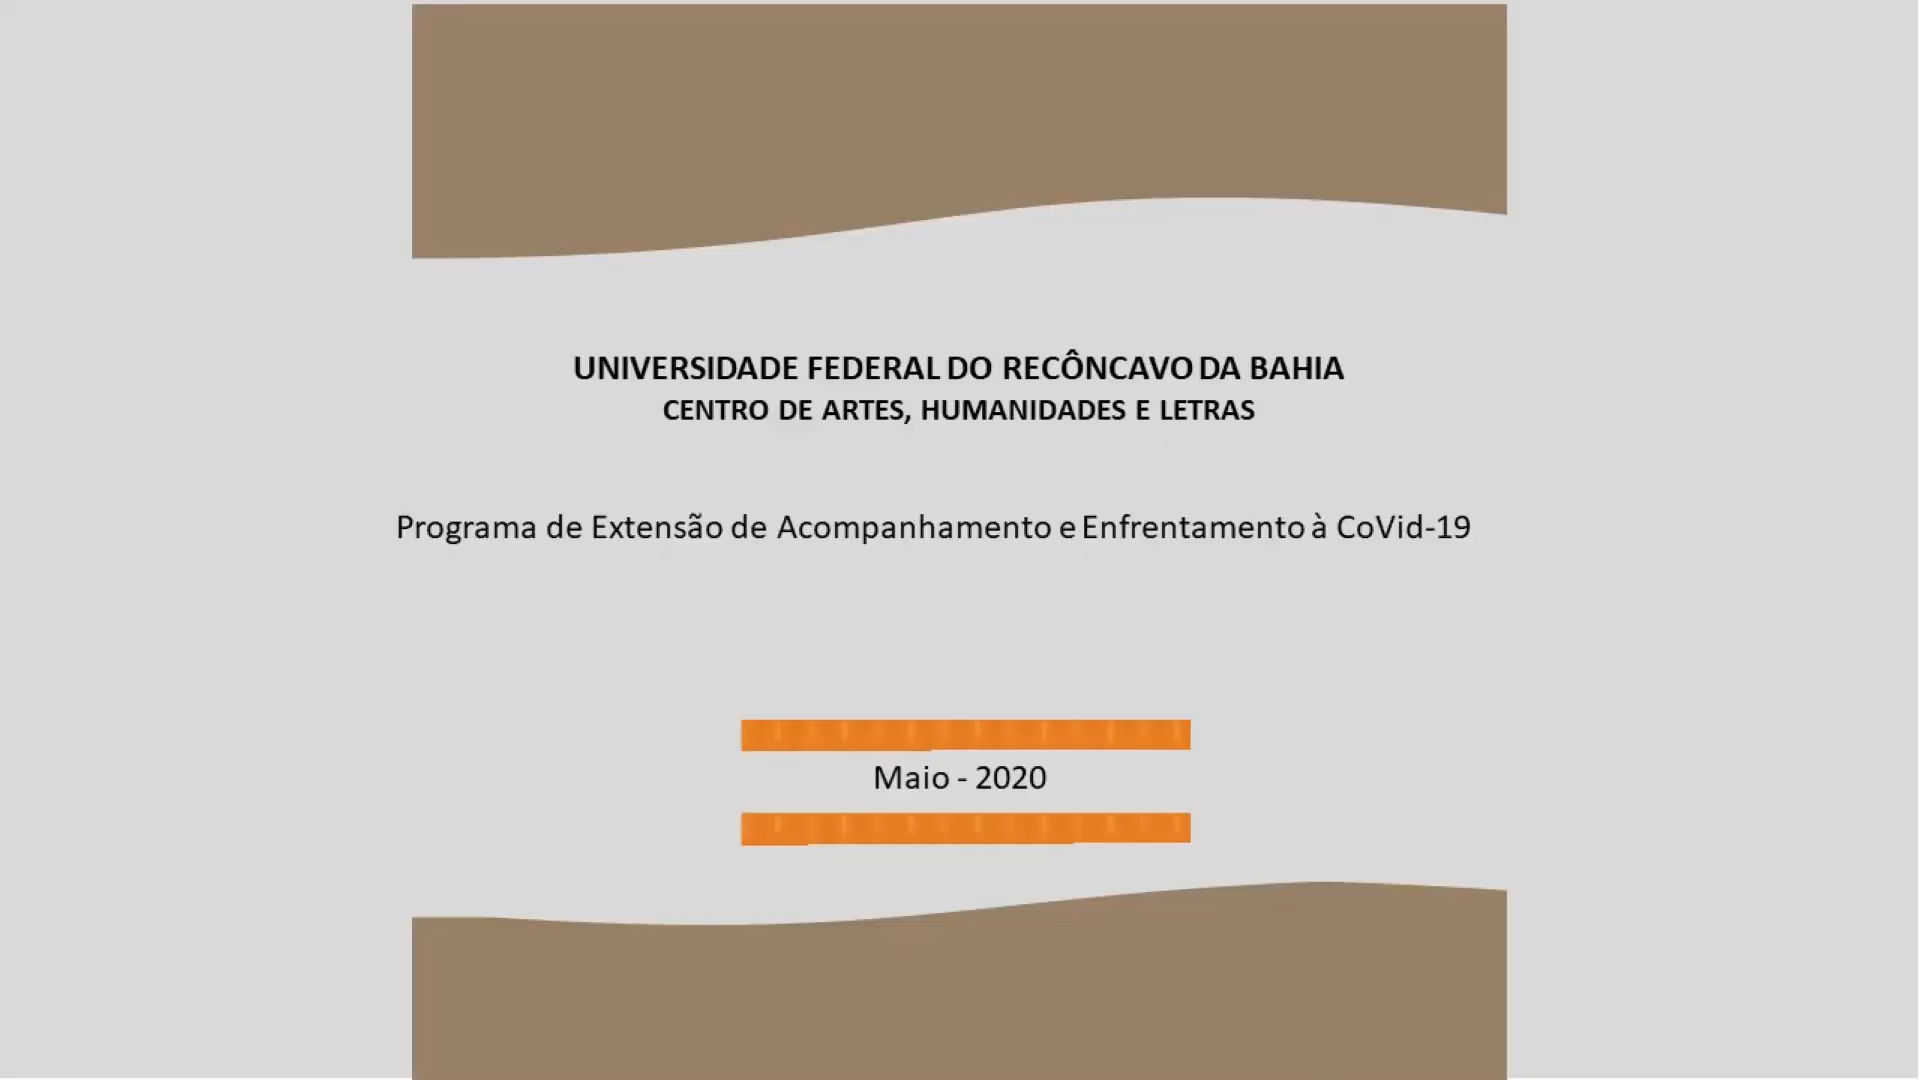 UNIVERSIDADE FEDERAL DO RECÔNCAVO DA BAHIA
CENTRO DE ARTES, HUMANIDADES E LETRAS
Programa de Extensão de Acompanhamento e Enfrentamento à CoVid-19
Maio - 2020